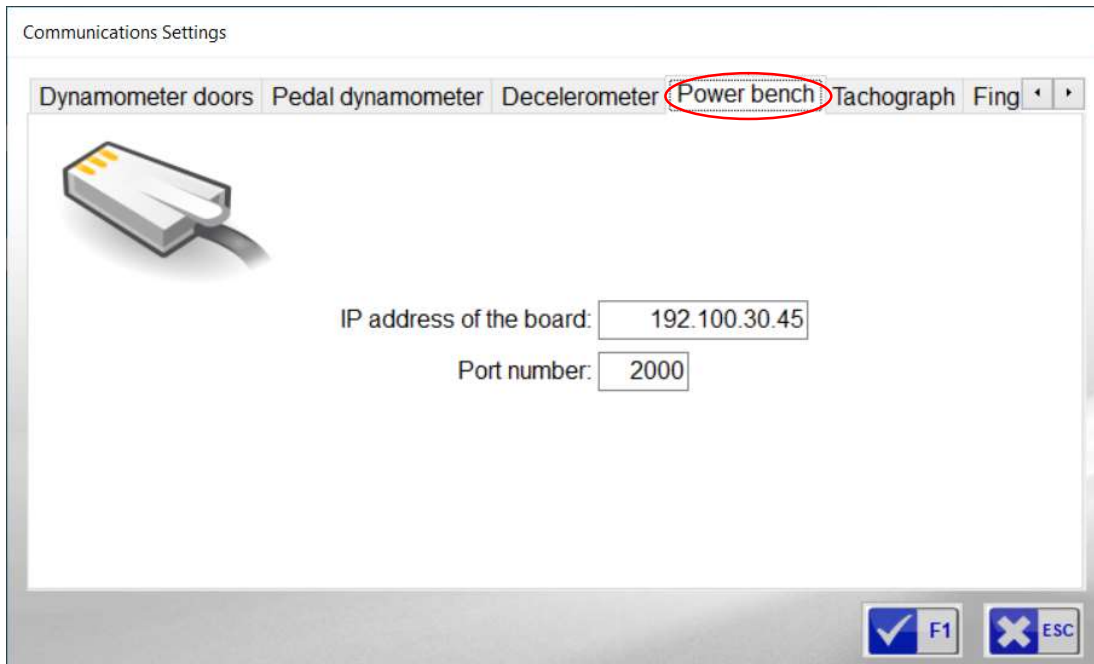 Communications Settings
Dynamometer doors Pedal dynamometer Decelerometer Power bench Tachograph Fing
IP address of the board: 192.100.30.45
Port number: 2000
F1 ESC